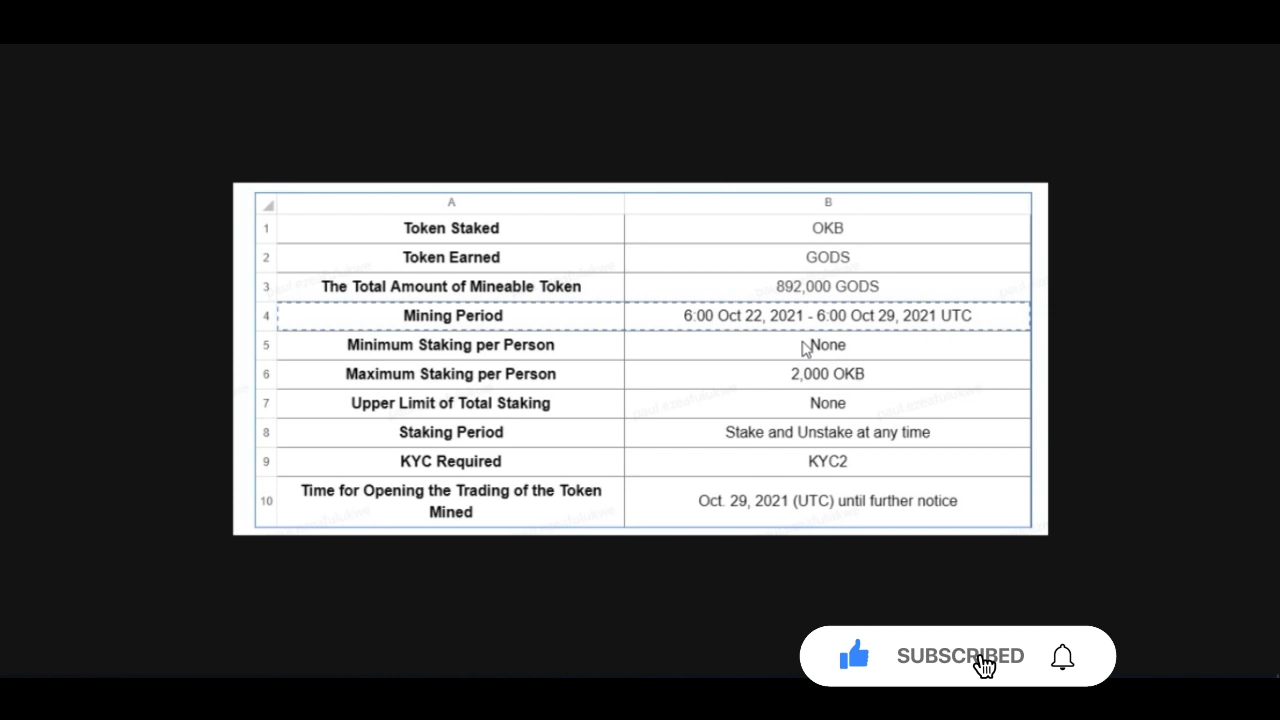 A B
1 Token Staked OKB
2 Token Earned GODS
3 The Total Amount of Mineable Token 892,000 GODS
4 Mining Period 6:00 Oct 22, 2021 - 6:00 Oct 29, 2021 UTC
5 Minimum Staking per Person None
6 Maximum Staking per Person 2,000 OKB
7 Upper Limit of Total Staking None
8 Staking Period Stake and Unstake at any time
9 KYC Required KYC2
10 Time for Opening the Trading of the Token
Mined Oct. 29, 2021 (UTC) until further notice
SUBSCRIBED